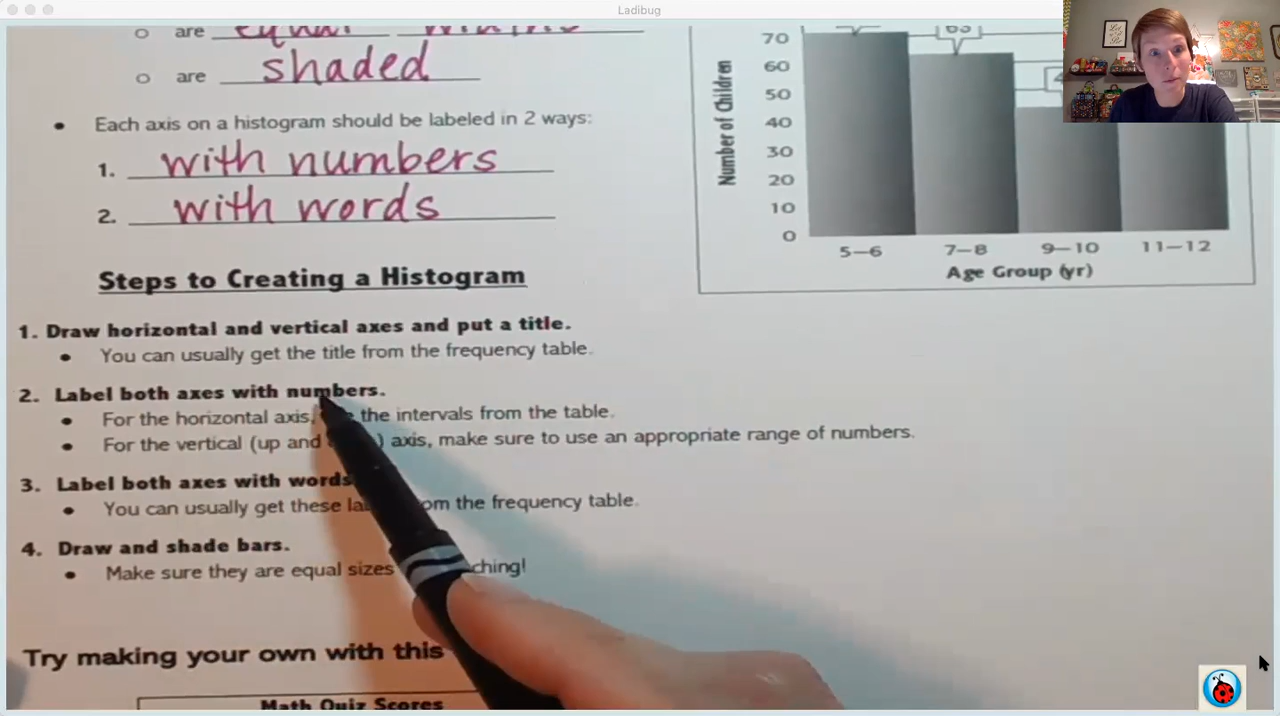 Ladibug
are equal
are shaded
Each axis on a histogram should be labeled in 2 ways:
1. with numbers
2. with words
Steps to Creating a Histogram
1. Draw horizontal and vertical axes and put a title.
You can usually get the title from the frequency table.
2. Label both axes with numbers.
For the horizontal axis, the intervals from the table.
For the vertical (up and ) axis, make sure to use an appropriate range of numbers.
3. Label both axes with words
You can usually get these from the frequency table.
4. Draw and shade bars.
Make sure they are equal sizes
Try making your own with this
Math Quiz Scores
Number of Children
70
60
50
40
30
20
10
0
5–6 7–8 9–10 11–12
Age Group (yr)